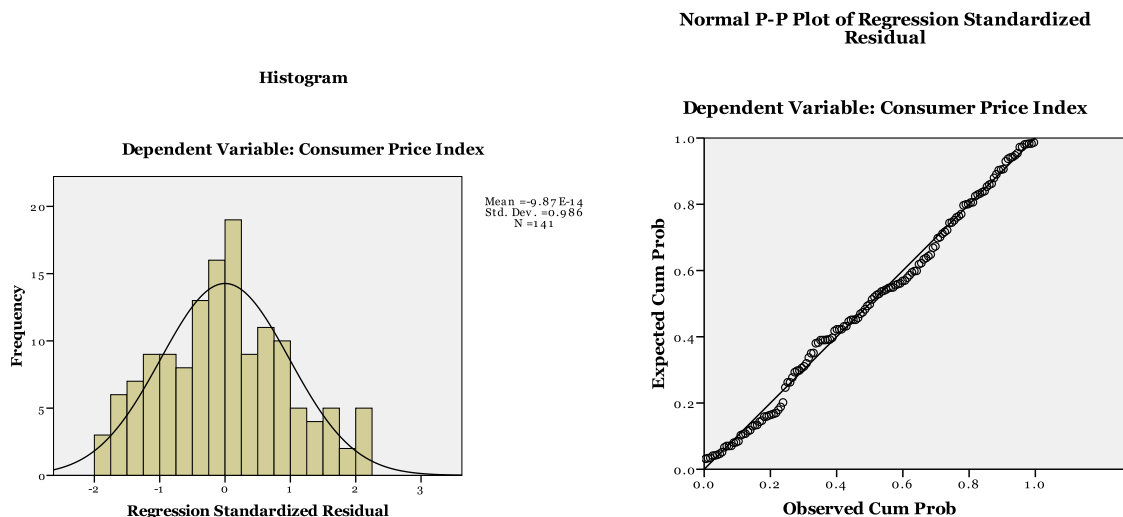 Histogram
Dependent Variable: Consumer Price Index
Mean =-9.87E-14
Std. Dev. =0.986
N =141
Frequency
20
15
10
5
0
-2 -1 0 1 2 3
Regression Standardized Residual
Normal P-P Plot of Regression Standardized
Residual
Dependent Variable: Consumer Price Index
Expected Cum Prob
1.0
0.8
0.6
0.4
0.2
0.0
0.0 0.2 0.4 0.6 0.8 1.0
Observed Cum Prob